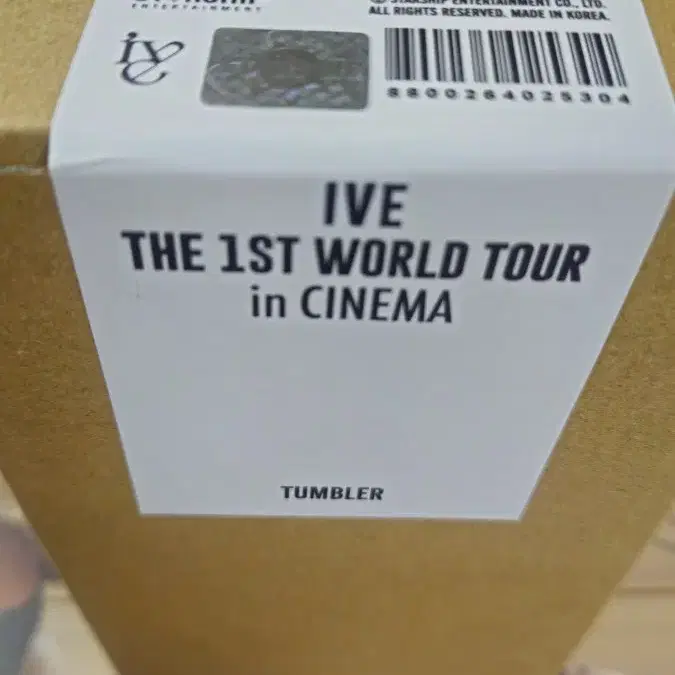 ENTERTAINMENT
ive
© STARSHIP ENTERTAINMENT CO., LTD.
ALL RIGHTS RESERVED. MADE IN KOREA.
8800264025304
IVE
THE 1ST WORLD TOUR
in CINEMA
TUMBLER